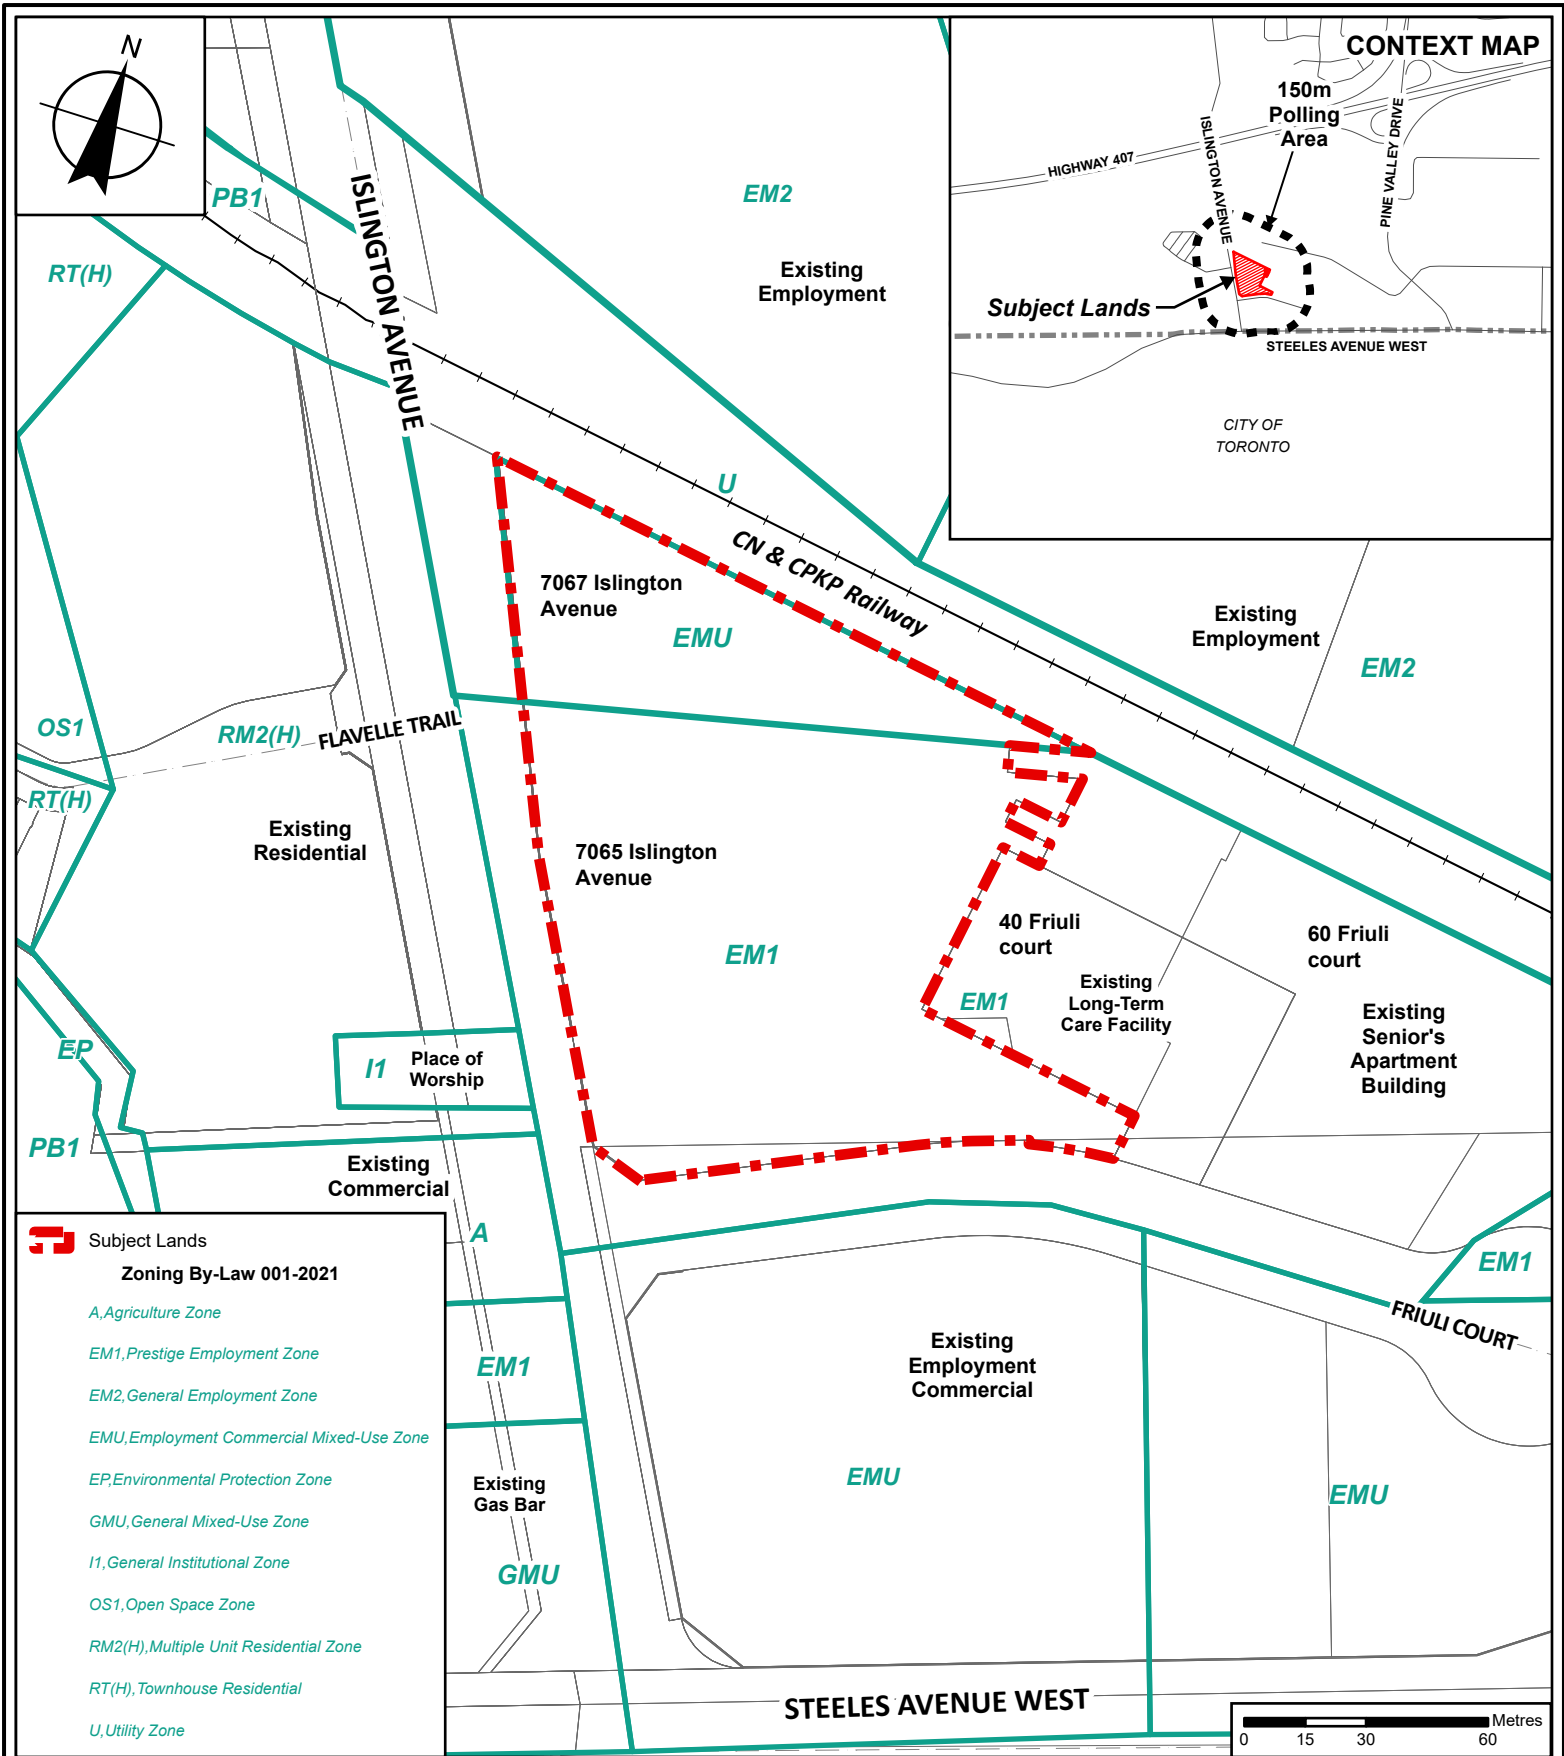 N
CONTEXT MAP
150m
Polling
Area
HIGHWAY 407
ISLINGTON AVENUE
PINE VALLEY DRIVE
Subject Lands
STEELES AVENUE WEST
CITY OF
TORONTO
PB1
RT(H)
ISLINGTON AVENUE
EM2
Existing
Employment
U
CN & CPKP Railway
7067 Islington
Avenue
EMU
Existing
Employment
EM2
OS1
RM2(H)
FLAVELLE TRAIL
RT(H)
Existing
Residential
7065 Islington
Avenue
EM1
40 Friuli
court
EM1
Existing
Long-Term
Care Facility
60 Friuli
court
Existing
Senior's
Apartment
Building
EP
I1
Place of
Worship
PB1
Existing
Commercial
A
EM1
FRIULI COURT
EM1
Existing
Employment
Commercial
EMU
EMU
Existing
Gas Bar
GMU
STEELES AVENUE WEST
Subject Lands
Zoning By-Law 001-2021
A,Agriculture Zone
EM1,Prestige Employment Zone
EM2,General Employment Zone
EMU,Employment Commercial Mixed-Use Zone
EP,Environmental Protection Zone
GMU,General Mixed-Use Zone
I1,General Institutional Zone
OS1,Open Space Zone
RM2(H),Multiple Unit Residential Zone
RT(H),Townhouse Residential
U,Utility Zone
Metres
0 15 30 60